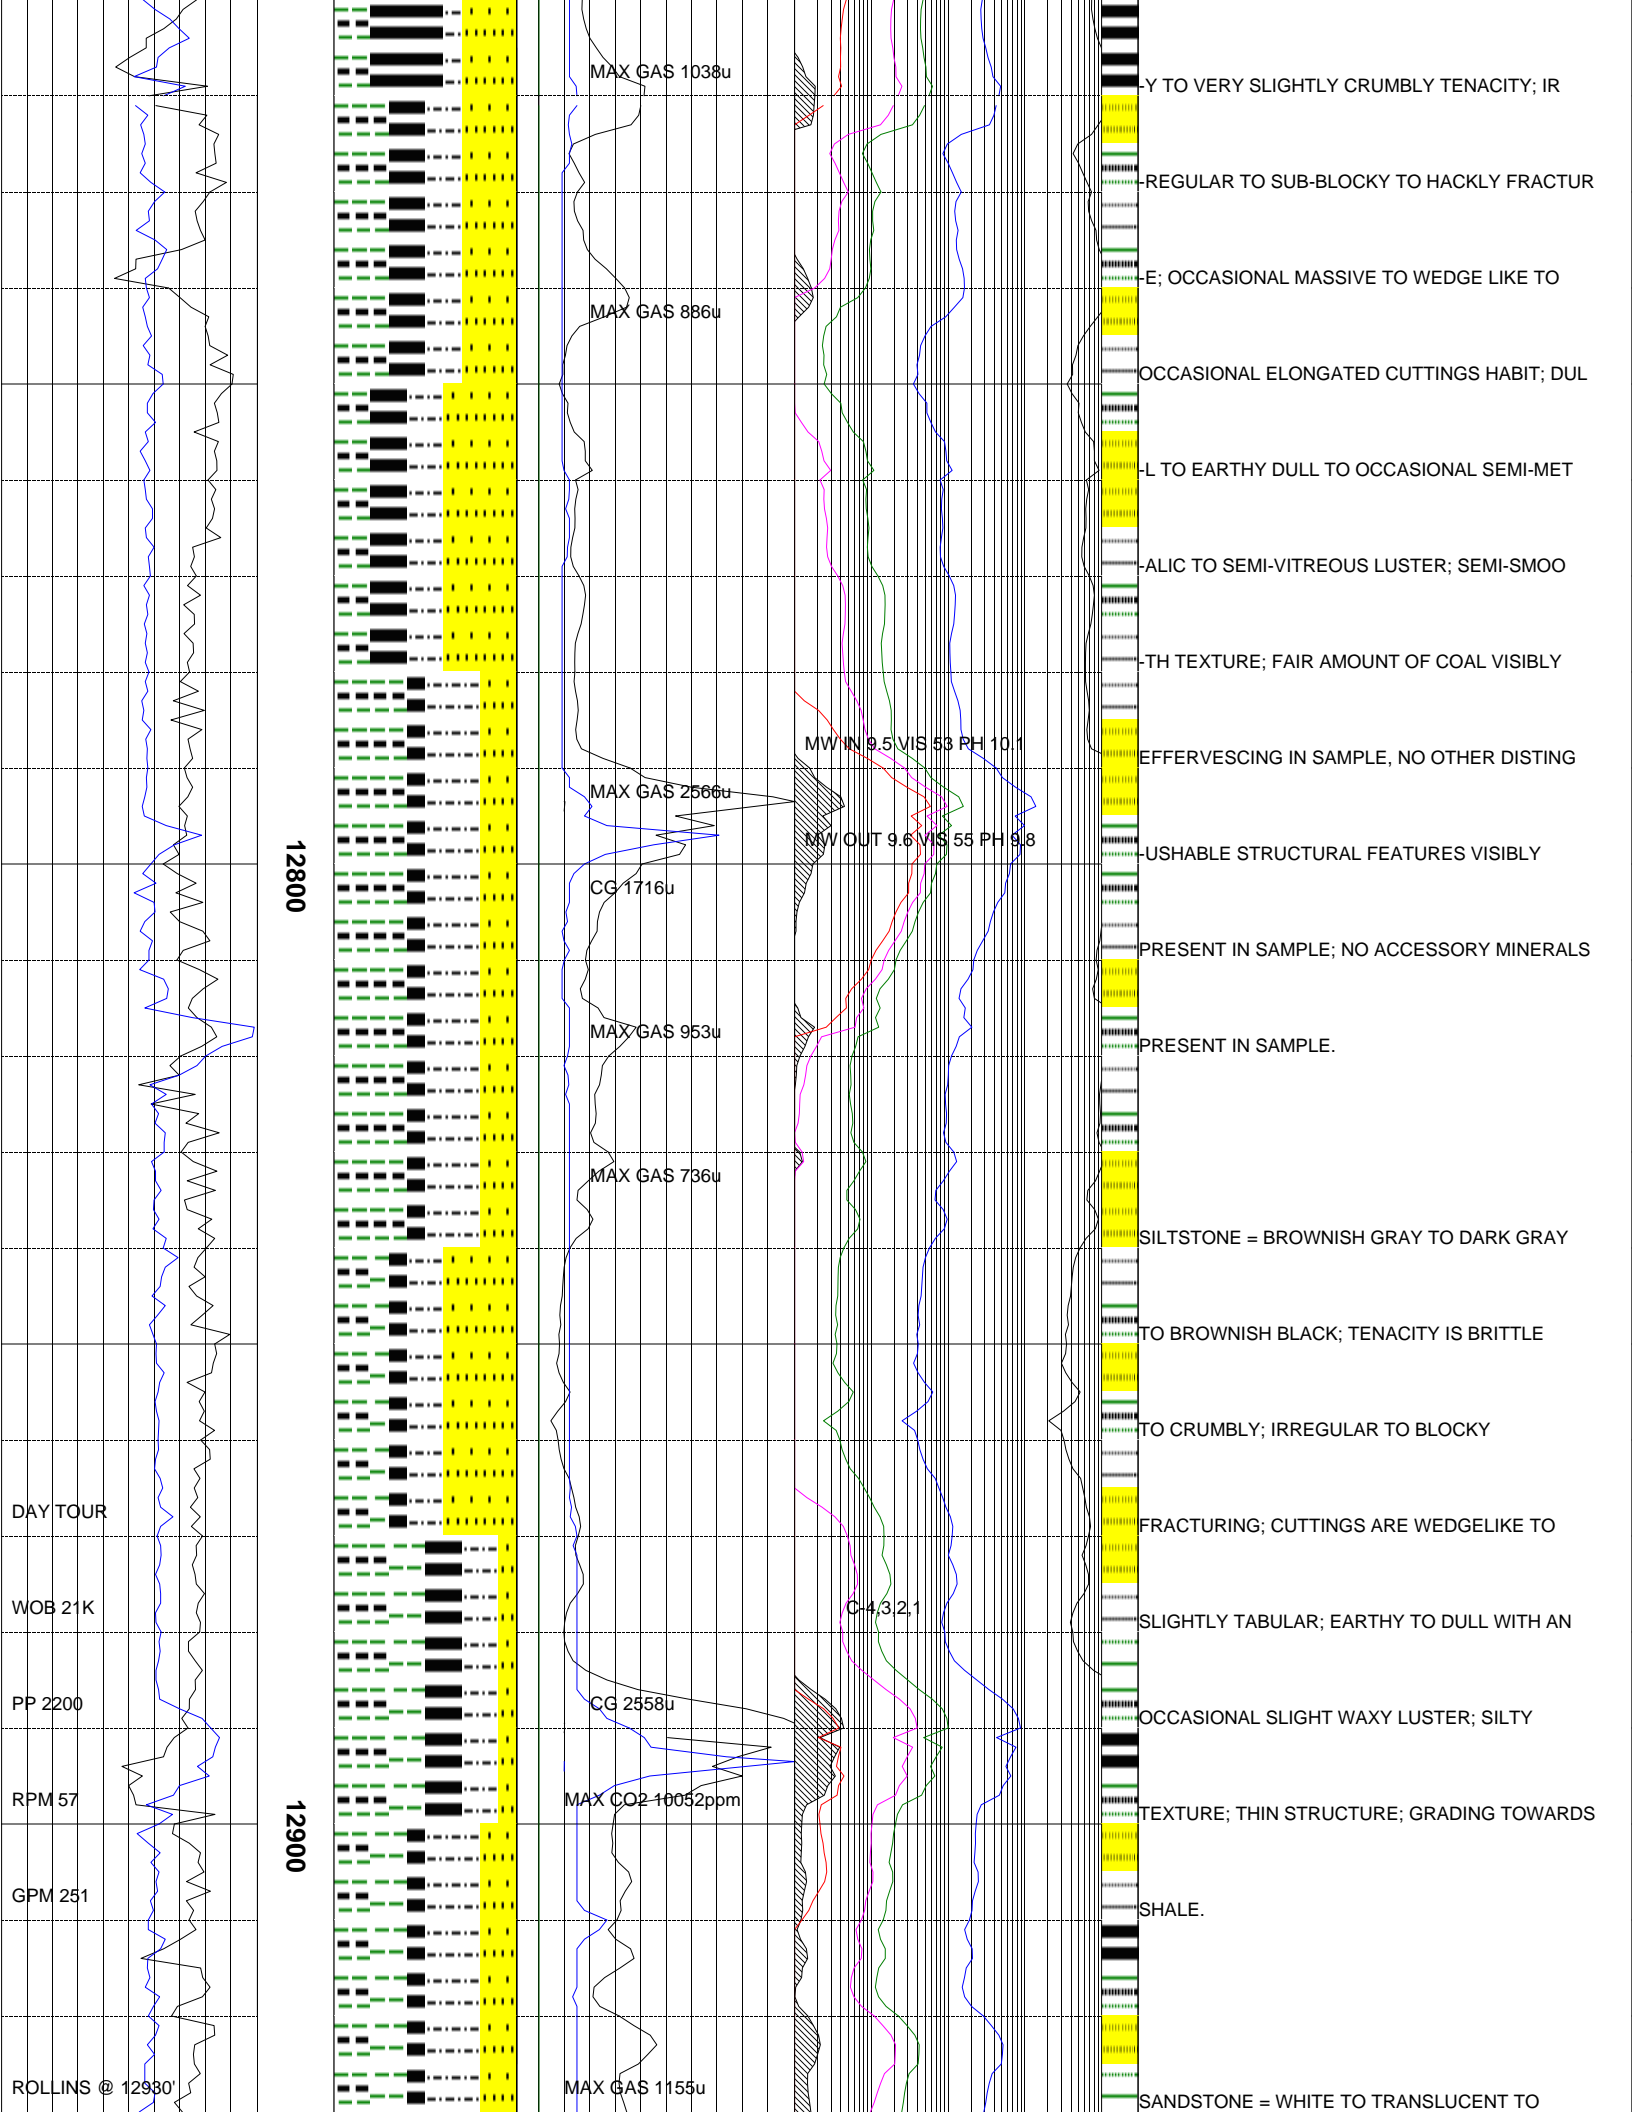 MAX GAS 1038u
-Y TO VERY SLIGHTLY CRUMBLY TENACITY; IR
-REGULAR TO SUB-BLOCKY TO HACKLY FRACTUR
-E; OCCASIONAL MASSIVE TO WEDGE LIKE TO
MAX GAS 886u
OCCASIONAL ELONGATED CUTTINGS HABIT; DUL
-L TO EARTHY DULL TO OCCASIONAL SEMI-MET
-ALIC TO SEMI-VITREOUS LUSTER; SEMI-SMOO
-TH TEXTURE; FAIR AMOUNT OF COAL VISIBLY
MW IN 9.5 VIS 53 PH 10.1
EFFERVESCING IN SAMPLE, NO OTHER DISTING
MAX GAS 2566u
MW OUT 9.6 VIS 55 PH 9.8
-USHABLE STRUCTURAL FEATURES VISIBLY
12800
CG 1716u
PRESENT IN SAMPLE; NO ACCESSORY MINERALS
MAX GAS 953u
PRESENT IN SAMPLE.
MAX GAS 736u
SILTSTONE = BROWNISH GRAY TO DARK GRAY
TO BROWNISH BLACK; TENACITY IS BRITTLE
TO CRUMBLY; IRREGULAR TO BLOCKY
DAY TOUR
FRACTURING; CUTTINGS ARE WEDGELIKE TO
WOB 21K
C-4,3,2,1
SLIGHTLY TABULAR; EARTHY TO DULL WITH AN
PP 2200
CG 2558u
OCCASIONAL SLIGHT WAXY LUSTER; SILTY
RPM 57
MAX CO2 10052ppm
TEXTURE; THIN STRUCTURE; GRADING TOWARDS
12900
GPM 251
SHALE.
ROLLINS @ 12930'
MAX GAS 1155u
SANDSTONE = WHITE TO TRANSLUCENT TO